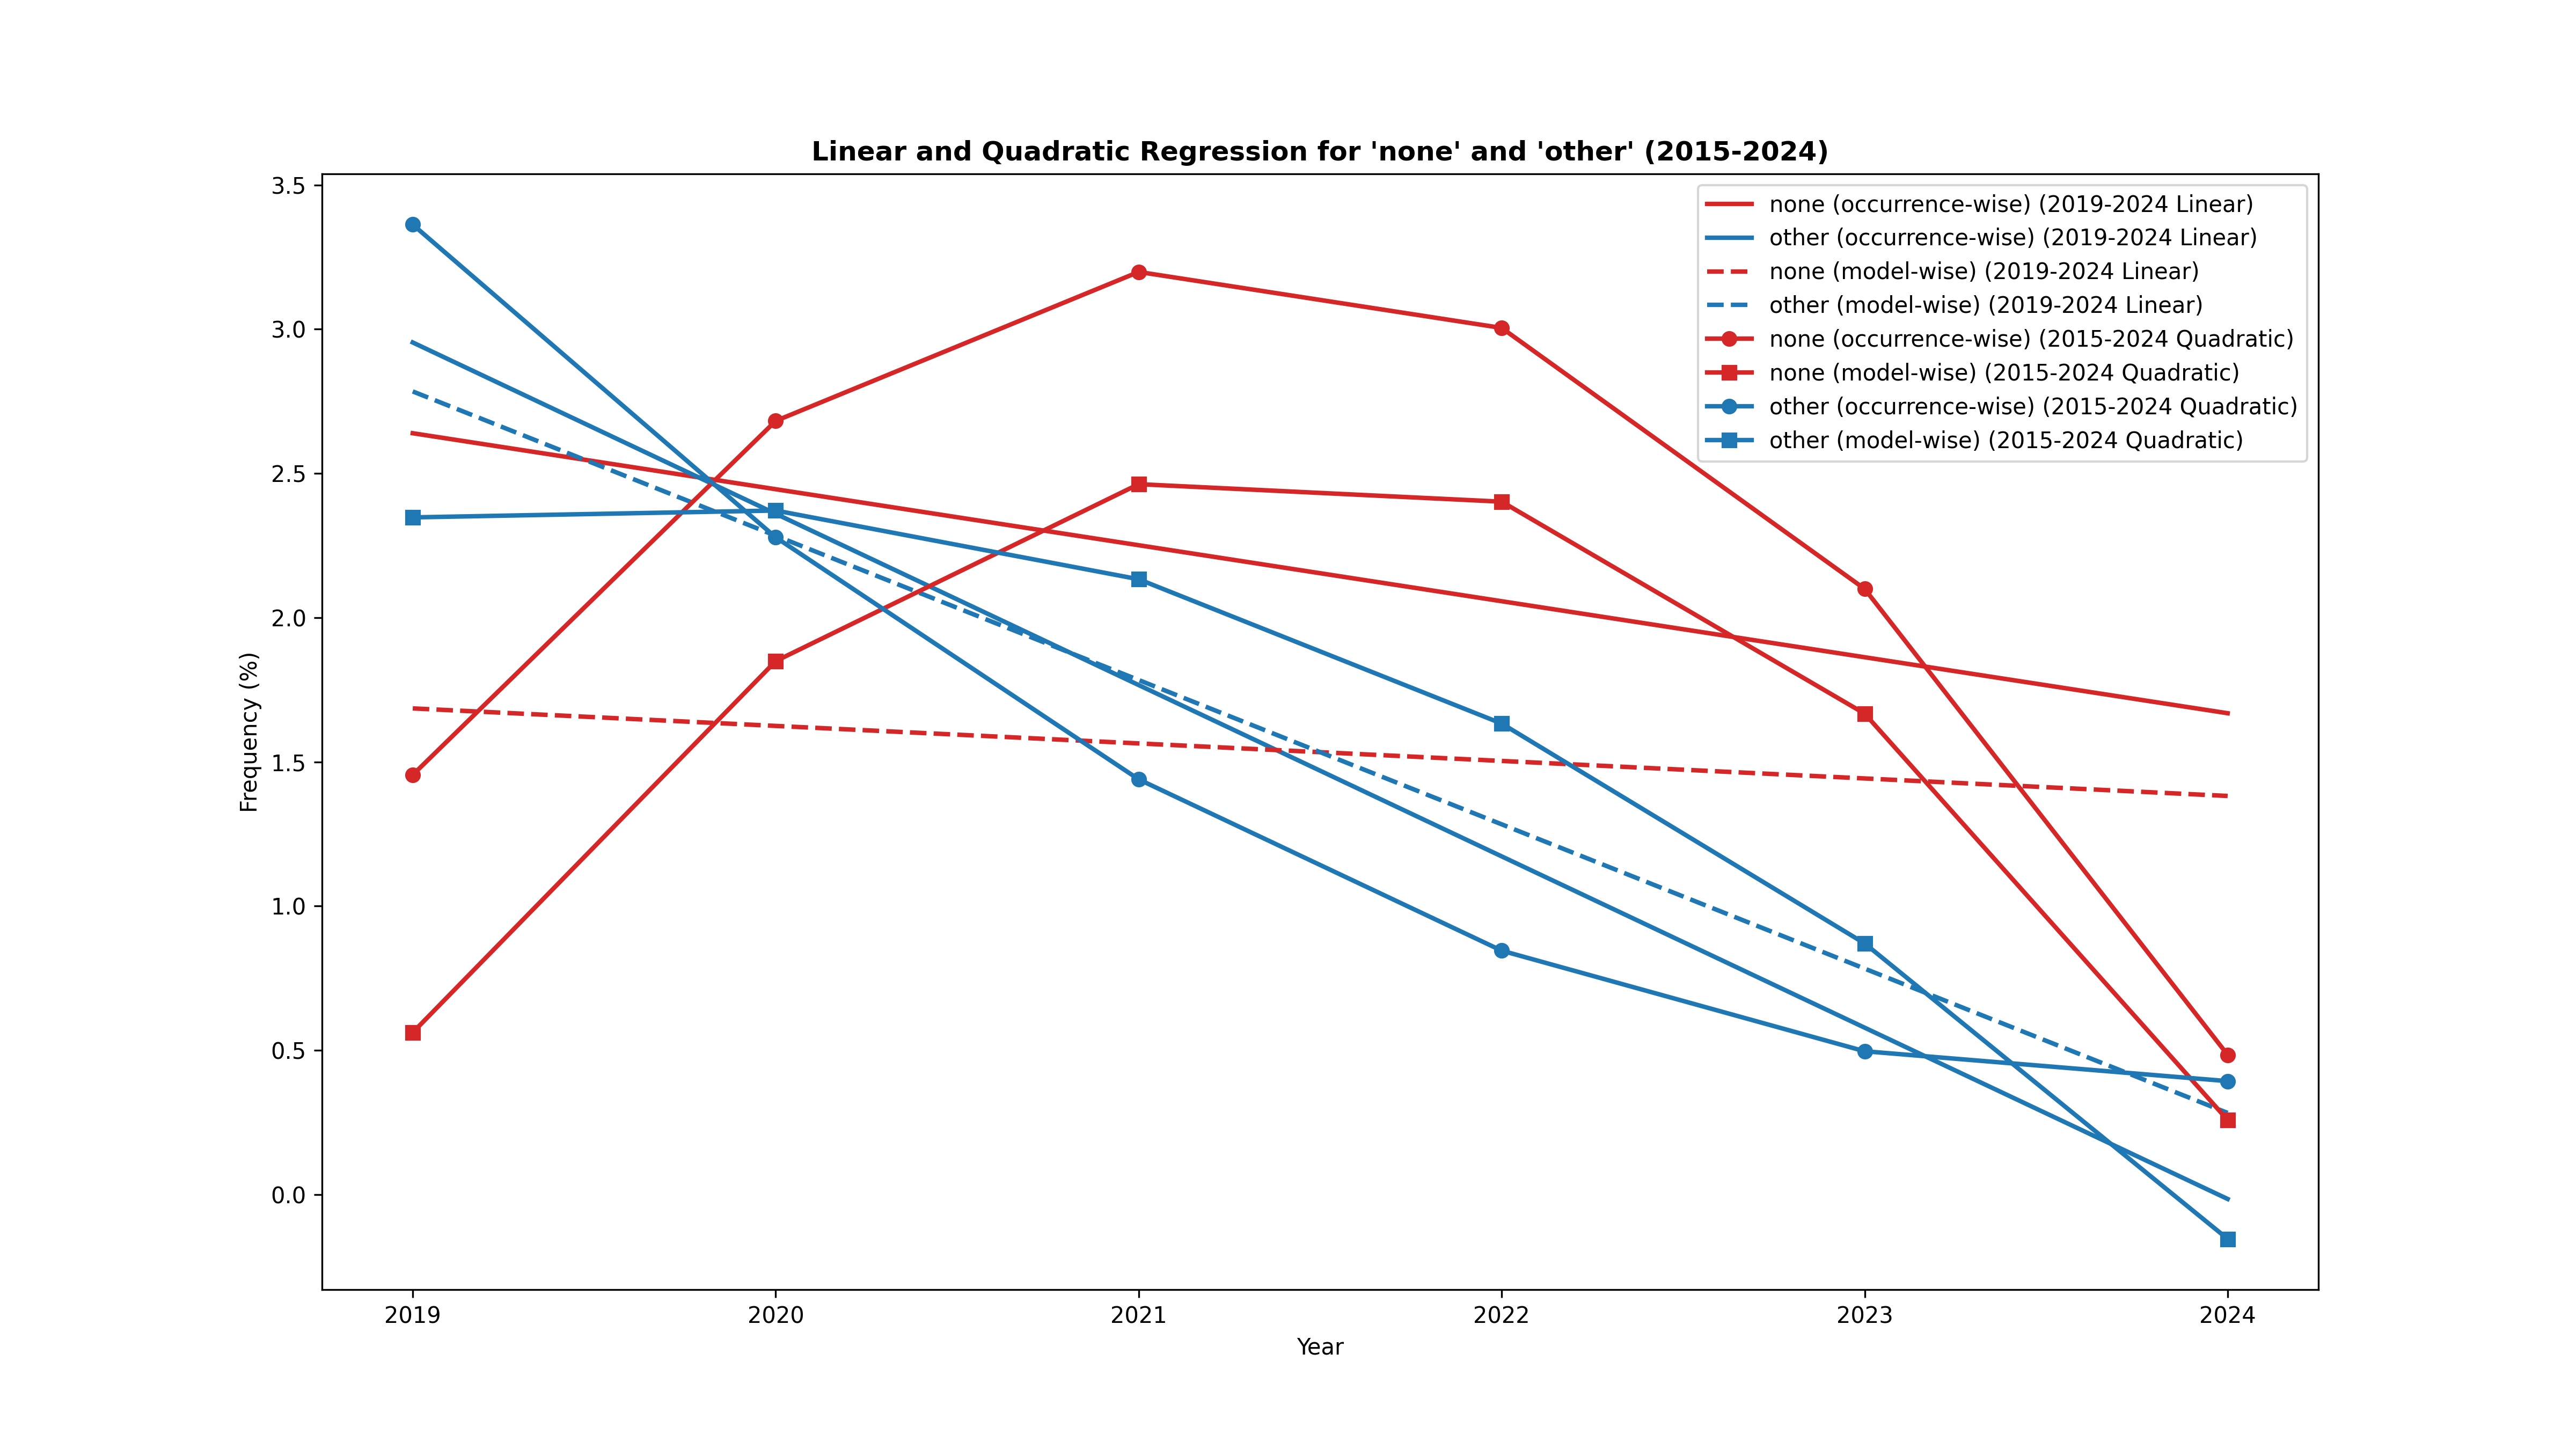 Linear and Quadratic Regression for 'none' and 'other' (2015-2024)
none (occurrence-wise) (2019-2024 Linear)
other (occurrence-wise) (2019-2024 Linear)
none (model-wise) (2019-2024 Linear)
other (model-wise) (2019-2024 Linear)
none (occurrence-wise) (2015-2024 Quadratic)
none (model-wise) (2015-2024 Quadratic)
other (occurrence-wise) (2015-2024 Quadratic)
other (model-wise) (2015-2024 Quadratic)
Frequency (%)
3.5
3.0
2.5
2.0
1.5
1.0
0.5
0.0
2019 2020 2021 2022 2023 2024
Year